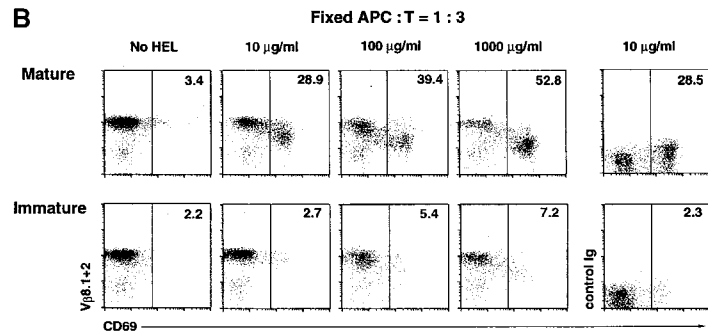 B
Fixed APC : T = 1 : 3
No HEL 10 µg/ml 100 µg/ml 1000 µg/ml 10 µg/ml
Mature 3.4 28.9 39.4 52.8 28.5
Immature 2.2 2.7 5.4 7.2 2.3
Vβ8.1+2
control Ig
CD69